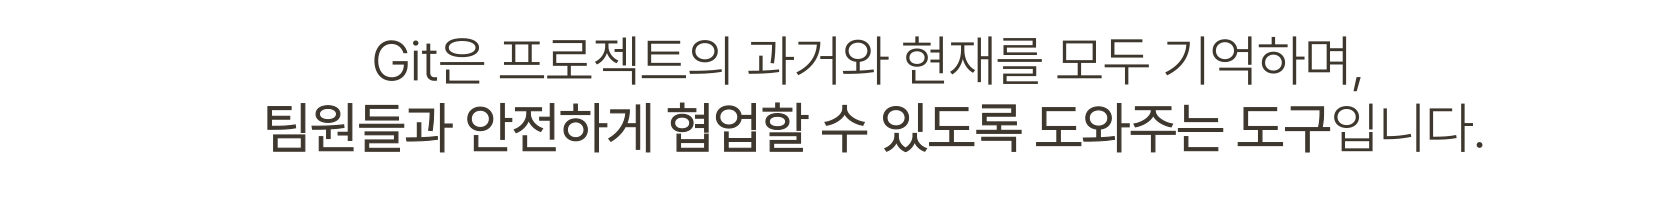 Git은 프로젝트의 과거와 현재를 모두 기억하며,
팀원들과 안전하게 협업할 수 있도록 도와주는 도구입니다.